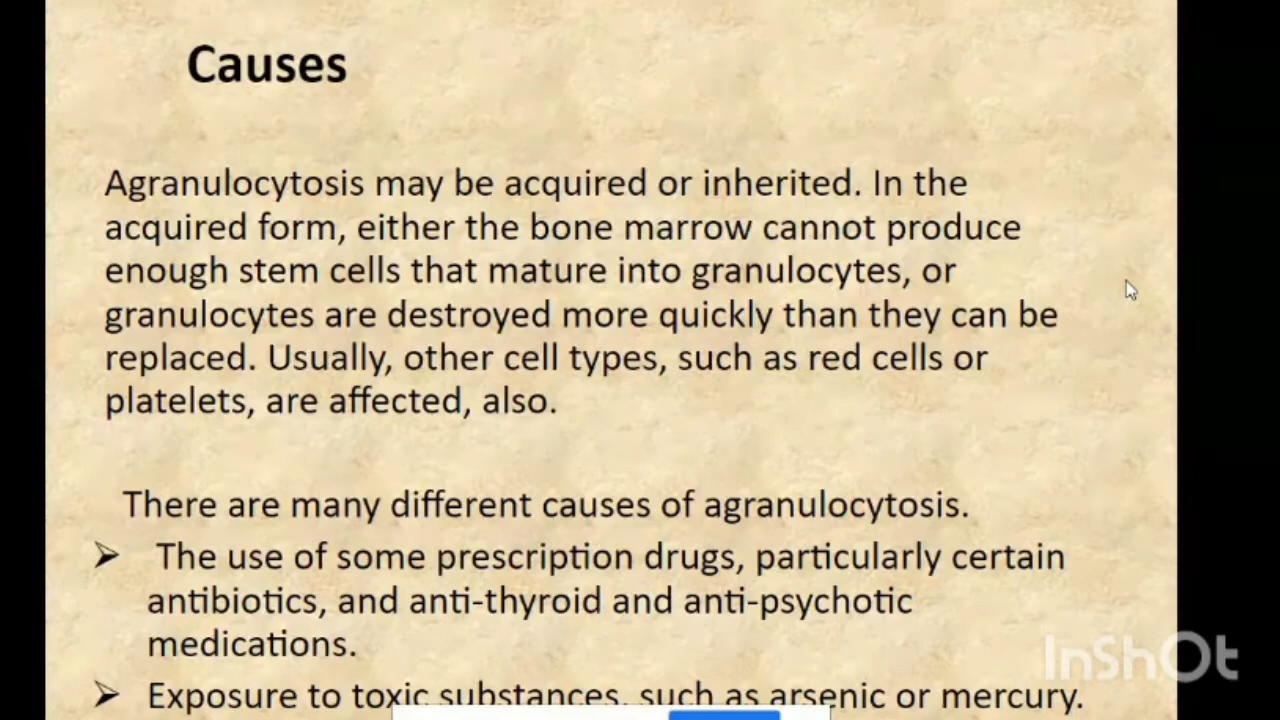 Causes
Agranulocytosis may be acquired or inherited. In the
acquired form, either the bone marrow cannot produce
enough stem cells that mature into granulocytes, or
granulocytes are destroyed more quickly than they can be
replaced. Usually, other cell types, such as red cells or
platelets, are affected, also.
There are many different causes of agranulocytosis.
➢ The use of some prescription drugs, particularly certain
antibiotics, and anti-thyroid and anti-psychotic
medications.
➢ Exposure to toxic substances, such as arsenic or mercury.
InShOt